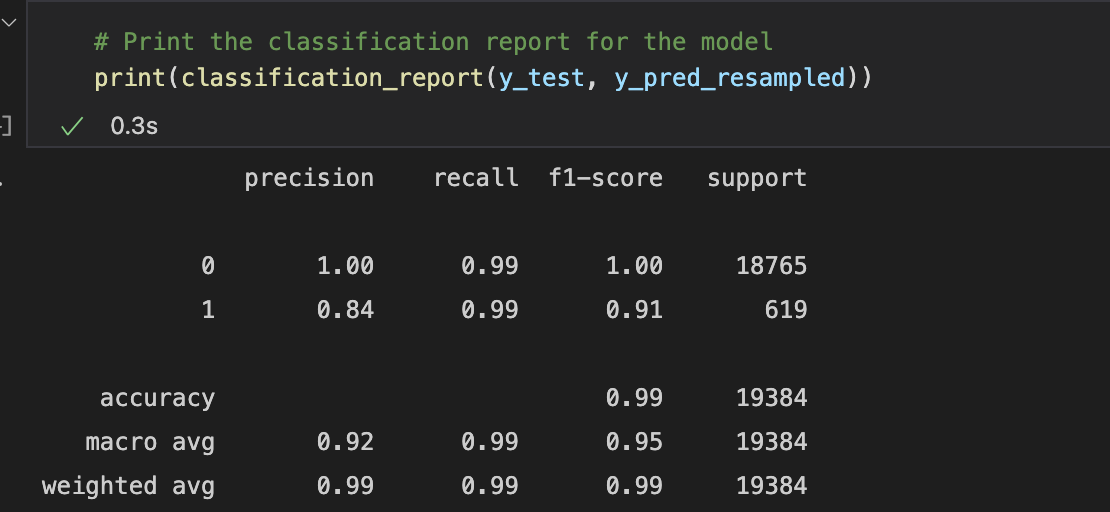 # Print the classification report for the model
print(classification_report(y_test, y_pred_resampled))
0.3s
precision recall f1-score support
0 1.00 0.99 1.00 18765
1 0.84 0.99 0.91 619
accuracy 0.99 19384
macro avg 0.92 0.99 0.95 19384
weighted avg 0.99 0.99 0.99 19384